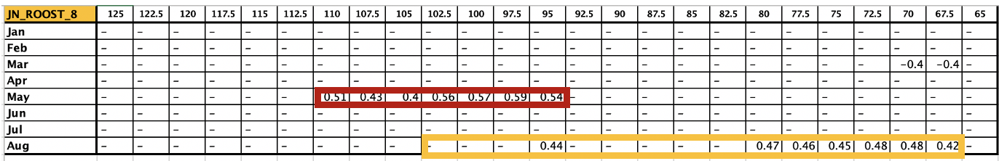 JN_ROOST_8 125 122.5 120 117.5 115 112.5 110 107.5 105 102.5 100 97.5 95 92.5 90 87.5 85 82.5 80 77.5 75 72.5 70 67.5 65
Jan – – – – – – – – – – – – – – – – – – – – – – – – –
Feb – – – – – – – – – – – – – – – – – – – – – – – – –
Mar – – – – – – – – – – – – – – – – – – – – – – −0.4 −0.4 –
Apr – – – – – – – – – – – – – – – – – – – – – – – – –
May – – – – – – 0.51 0.43 0.4 0.56 0.57 0.59 0.54 – – – – – – – – – – – –
Jun – – – – – – – – – – – – – – – – – – – – – – – – –
Jul – – – – – – – – – – – – – – – – – – – – – – – – –
Aug – – – – – – – – – – – – 0.44 – – – – – 0.47 0.46 0.45 0.48 0.48 0.42 –